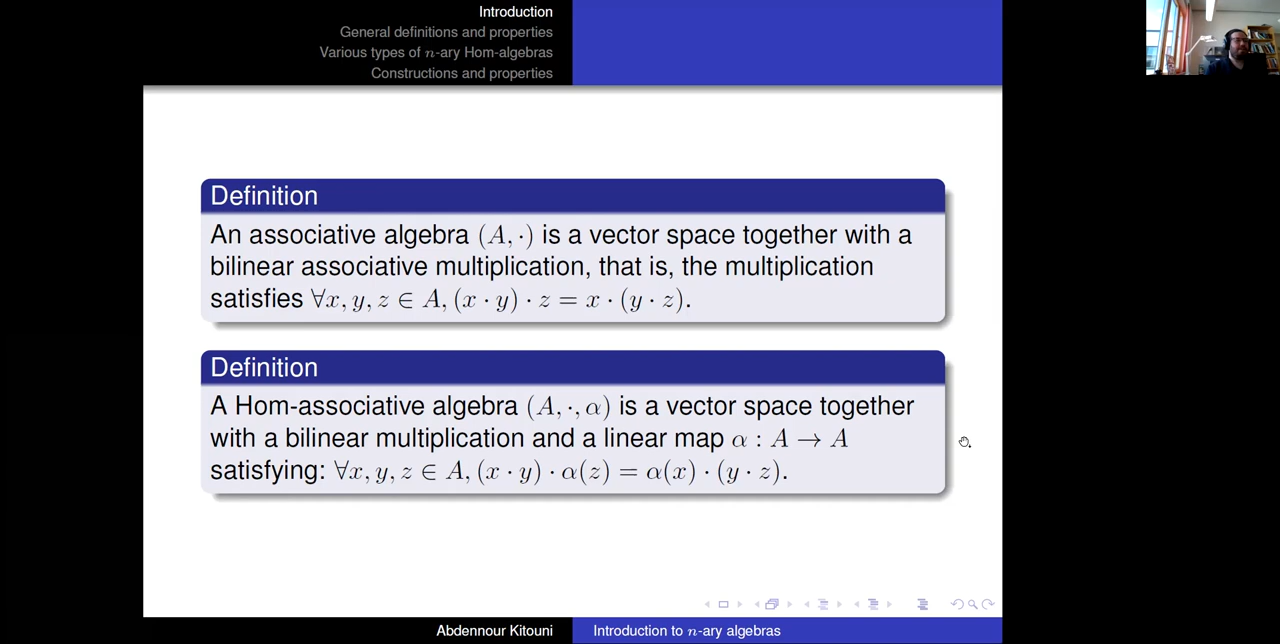 Introduction
General definitions and properties
Various types of n-ary Hom-algebras
Constructions and properties
Definition
An associative algebra (A, ·) is a vector space together with a
bilinear associative multiplication, that is, the multiplication
satisfies ∀x, y, z ∈ A, (x · y) · z = x · (y · z).
Definition
A Hom-associative algebra (A, ·, α) is a vector space together
with a bilinear multiplication and a linear map α : A → A
satisfying: ∀x, y, z ∈ A, (x · y) · α(z) = α(x) · (y · z).
Abdennour Kitouni
Introduction to n-ary algebras